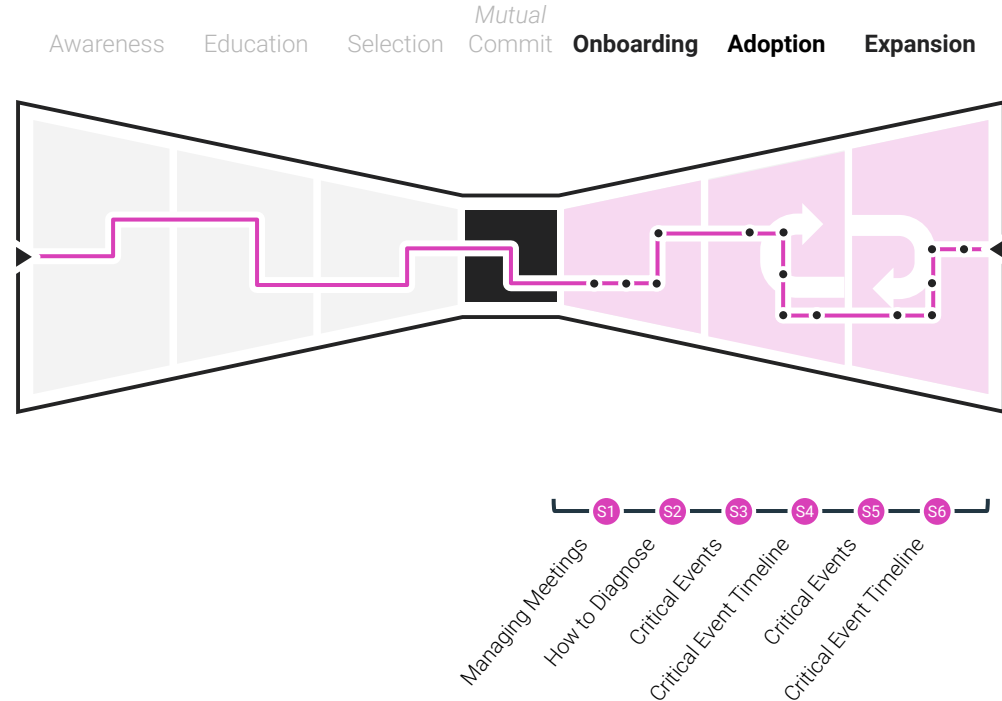 Awareness
Education
Selection
Mutual
Commit
Onboarding
Adoption
Expansion
S1
S2
S3
S4
S5
S6
Managing Meetings
How to Diagnose
Critical Events
Critical Event Timeline
Critical Events
Critical Event Timeline